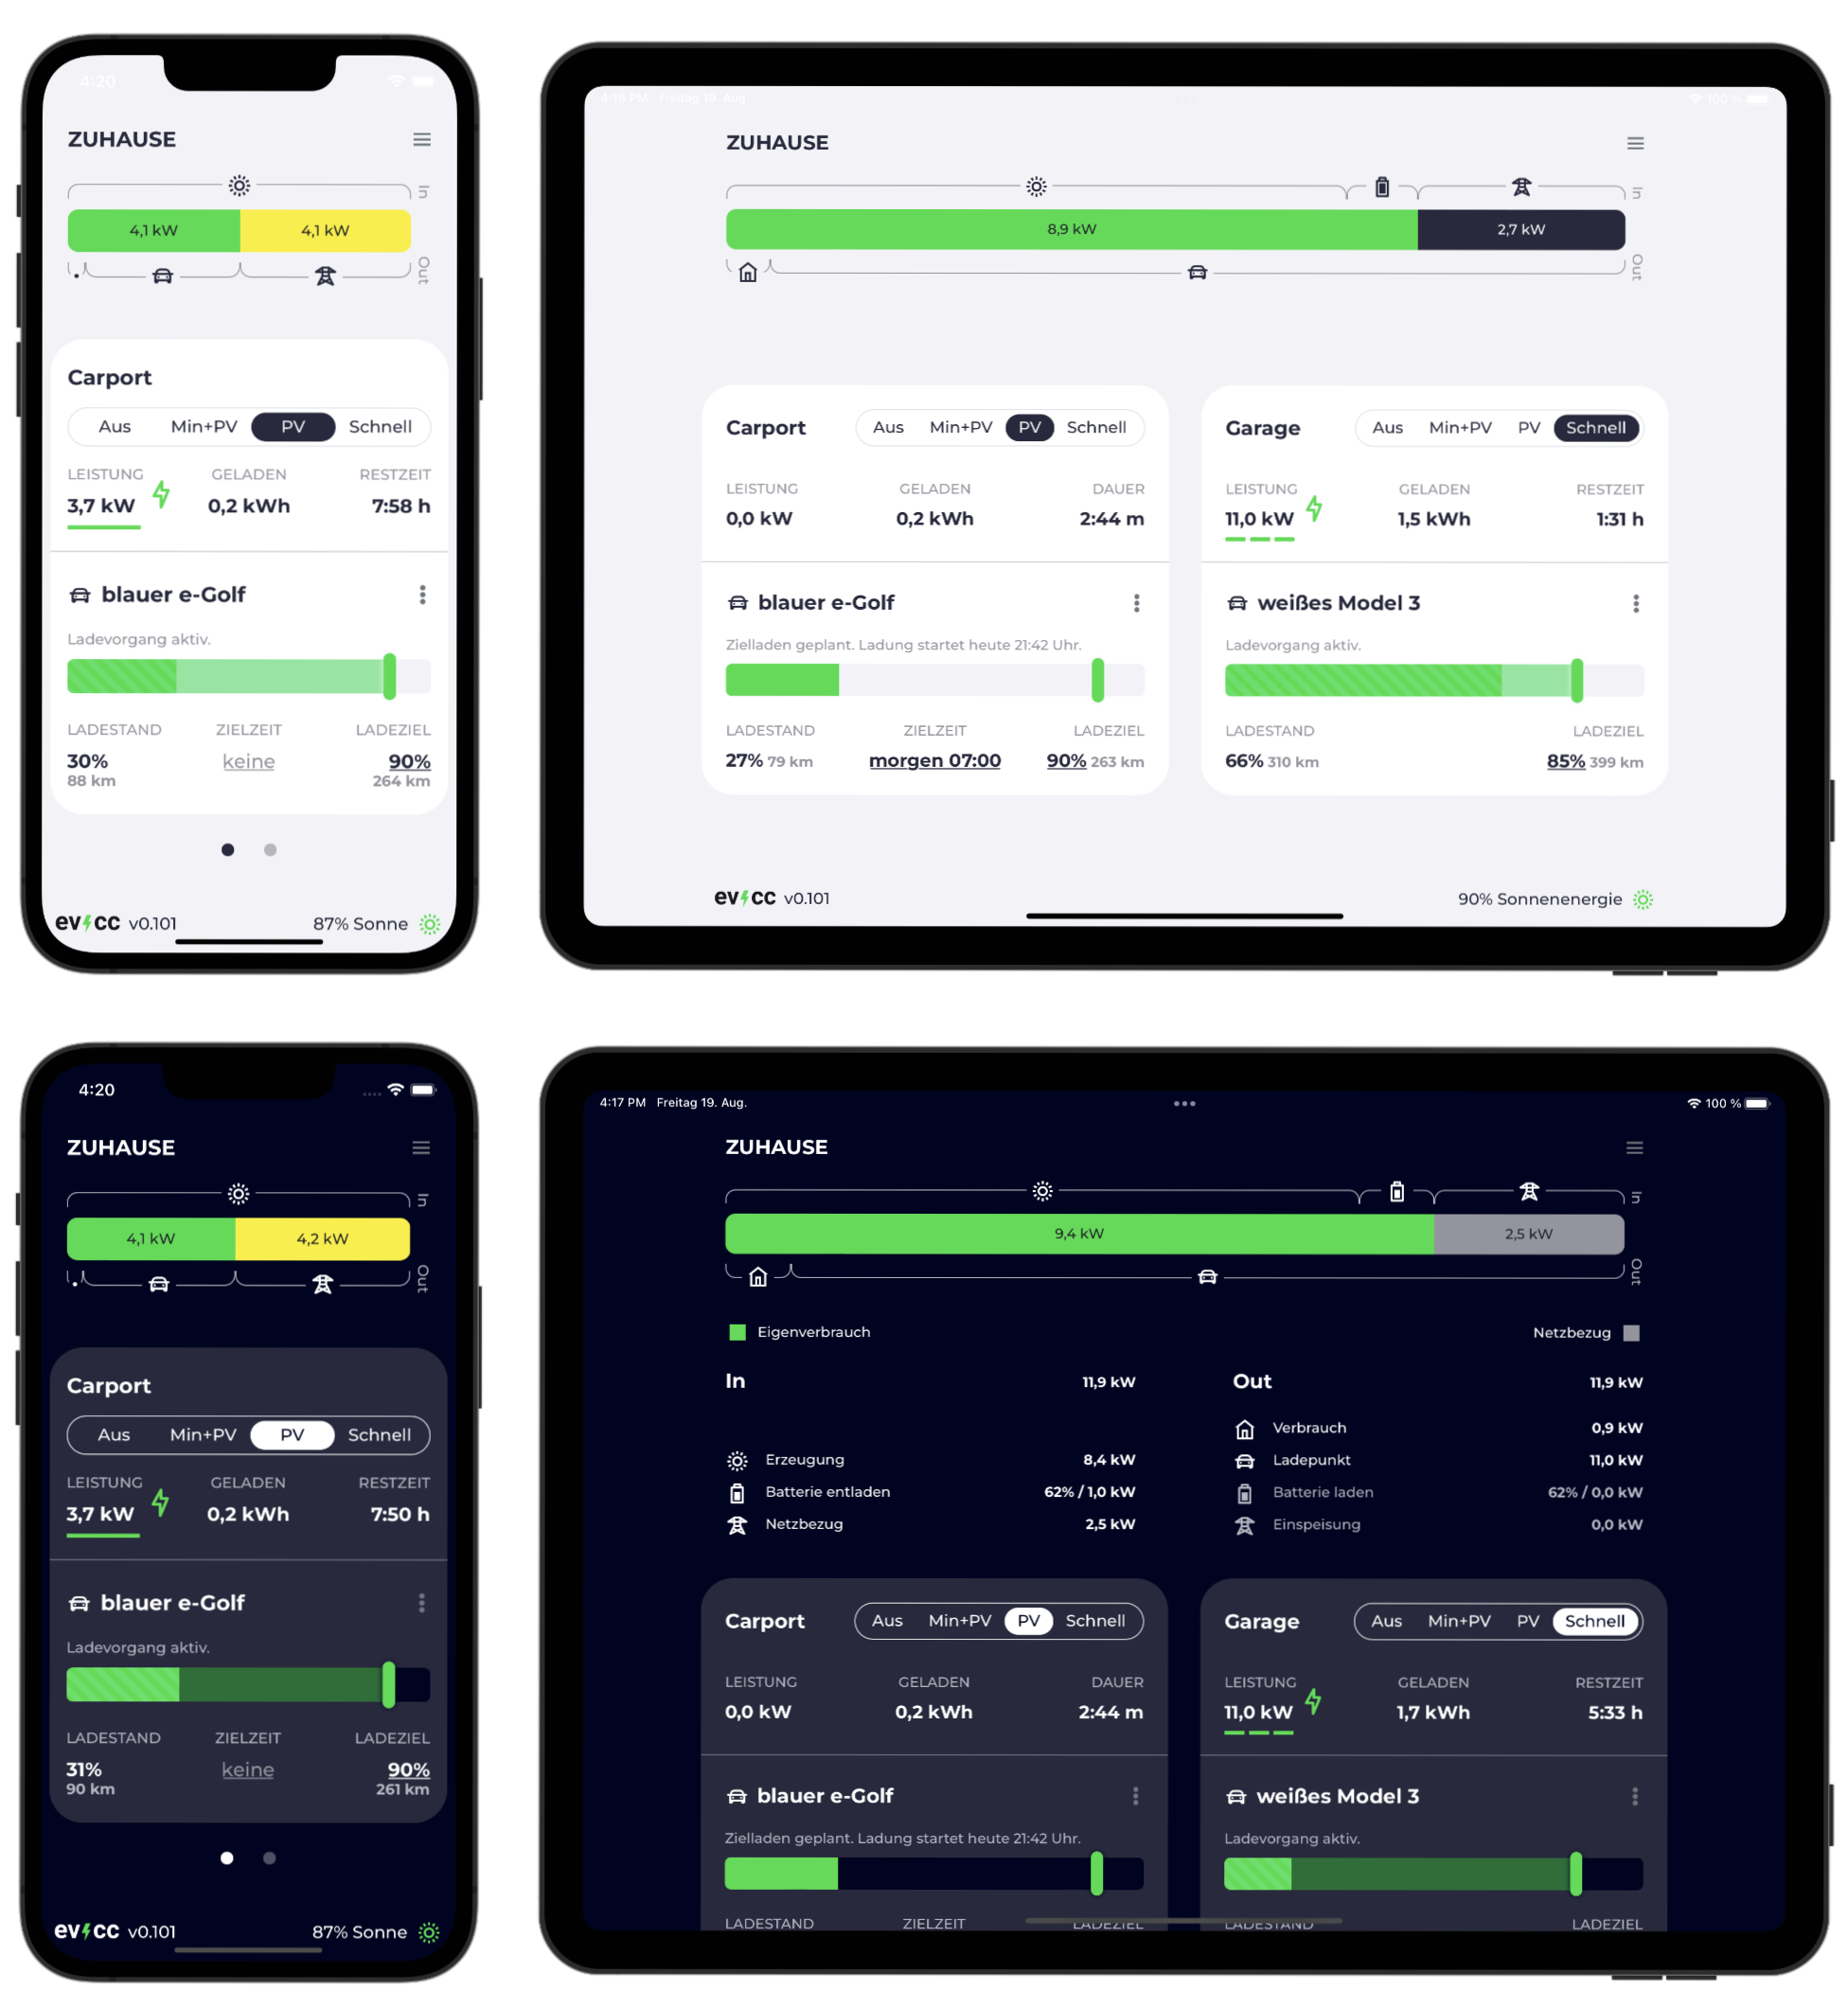 4:20
ZUHAUSE
In
4,1 kW 4,1 kW
Out
Carport
Aus Min+PV PV Schnell
LEISTUNG GELADEN RESTZEIT
3,7 kW 0,2 kWh 7:58 h
blauer e-Golf
Ladevorgang aktiv.
LADESTAND ZIELZEIT LADEZIEL
30% keine 90%
88 km 264 km
evcc v0.101 87% Sonne
4:16 PM Freitag 19. Aug. 100 %
ZUHAUSE
In
8,9 kW 2,7 kW
Out
Carport Aus Min+PV PV Schnell
LEISTUNG GELADEN DAUER
0,0 kW 0,2 kWh 2:44 m
blauer e-Golf
Zielladen geplant. Ladung startet heute 21:42 Uhr.
LADESTAND ZIELZEIT LADEZIEL
27% 79 km morgen 07:00 90% 263 km
Garage Aus Min+PV PV Schnell
LEISTUNG GELADEN RESTZEIT
11,0 kW 1,5 kWh 1:31 h
weißes Model 3
Ladevorgang aktiv.
LADESTAND LADEZIEL
66% 310 km 85% 399 km
evcc v0.101 90% Sonnenenergie
4:20
ZUHAUSE
In
4,1 kW 4,2 kW
Out
Carport
Aus Min+PV PV Schnell
LEISTUNG GELADEN RESTZEIT
3,7 kW 0,2 kWh 7:50 h
blauer e-Golf
Ladevorgang aktiv.
LADESTAND ZIELZEIT LADEZIEL
31% keine 90%
90 km 261 km
evcc v0.101 87% Sonne
4:17 PM Freitag 19. Aug. 100 %
ZUHAUSE
In
9,4 kW 2,5 kW
Out
Eigenverbrauch Netzbezug
In 11,9 kW
Erzeugung 8,4 kW
Batterie entladen 62% / 1,0 kW
Netzbezug 2,5 kW
Out 11,9 kW
Verbrauch 0,9 kW
Ladepunkt 11,0 kW
Batterie laden 62% / 0,0 kW
Einspeisung 0,0 kW
Carport Aus Min+PV PV Schnell
LEISTUNG GELADEN DAUER
0,0 kW 0,2 kWh 2:44 m
blauer e-Golf
Zielladen geplant. Ladung startet heute 21:42 Uhr.
LADESTAND ZIELZEIT LADEZIEL
Garage Aus Min+PV PV Schnell
LEISTUNG GELADEN RESTZEIT
11,0 kW 1,7 kWh 5:33 h
weißes Model 3
Ladevorgang aktiv.
LADESTAND LADEZIEL